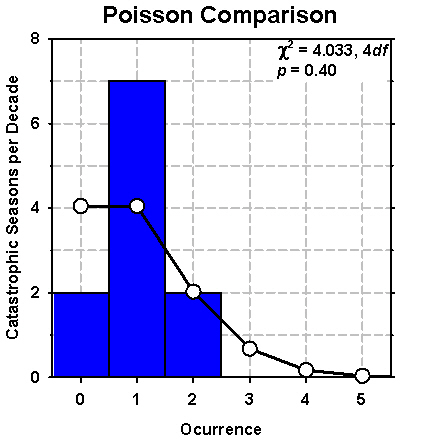 Poisson Comparison
χ² = 4.033, 4df
p = 0.40
Catastrophic Seasons per Decade
8
6
4
2
0
0 1 2 3 4 5
Ocurrence